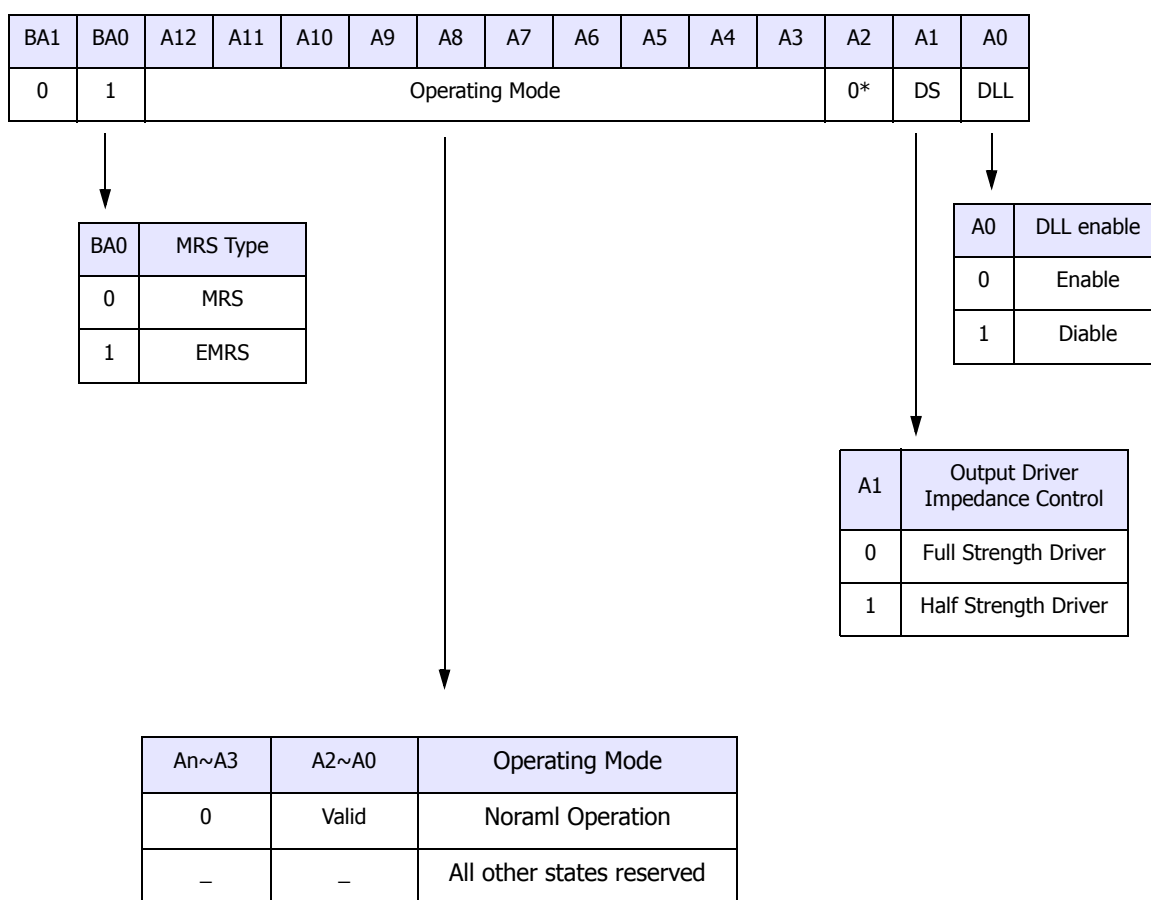 BA1 BA0 A12 A11 A10 A9 A8 A7 A6 A5 A4 A3 A2 A1 A0
0 1 Operating Mode 0* DS DLL
BA0 MRS Type
0 MRS
1 EMRS
A0 DLL enable
0 Enable
1 Diable
A1 Output Driver
Impedance Control
0 Full Strength Driver
1 Half Strength Driver
An~A3 A2~A0 Operating Mode
0 Valid Noraml Operation
_ _ All other states reserved